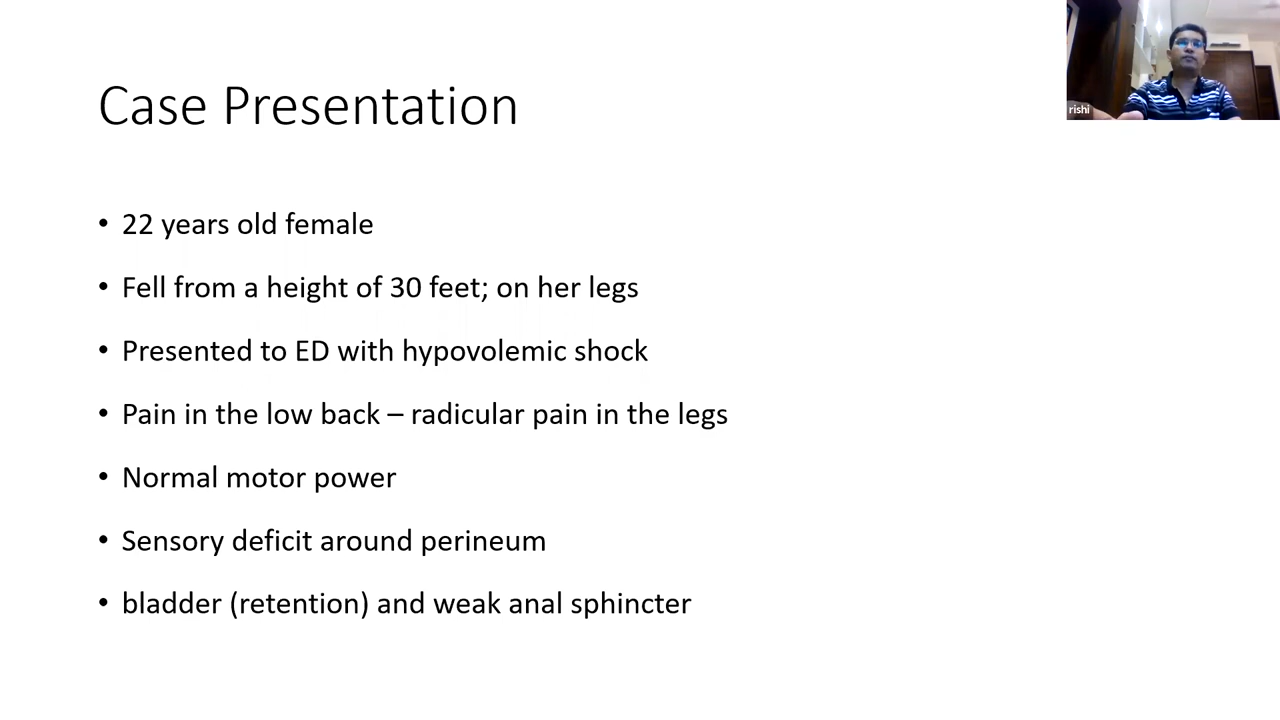 Case Presentation
rishi
• 22 years old female
• Fell from a height of 30 feet; on her legs
• Presented to ED with hypovolemic shock
• Pain in the low back – radicular pain in the legs
• Normal motor power
• Sensory deficit around perineum
• bladder (retention) and weak anal sphincter